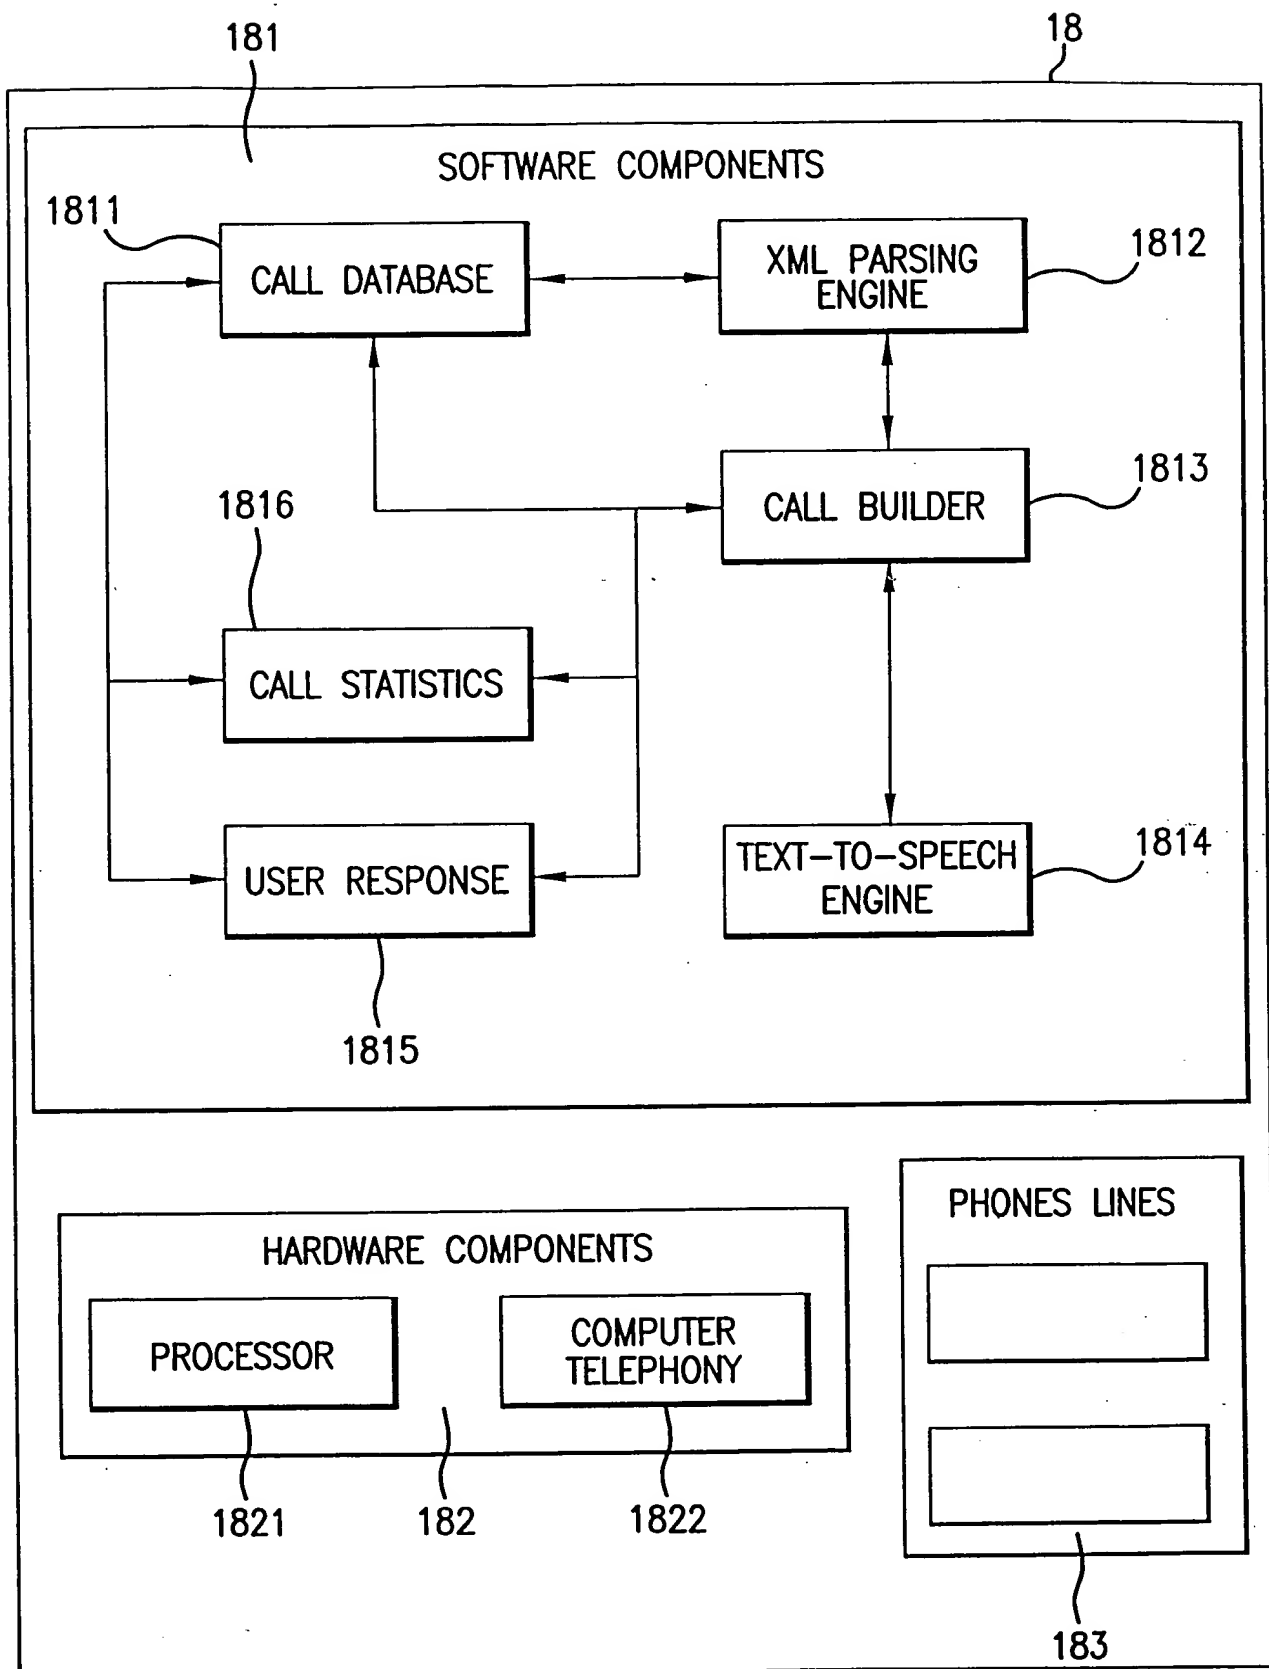 181
18
SOFTWARE COMPONENTS
1811
CALL DATABASE
XML PARSING
ENGINE
1812
1816
CALL BUILDER
1813
CALL STATISTICS
USER RESPONSE
TEXT-TO-SPEECH
ENGINE
1814
1815
HARDWARE COMPONENTS
PROCESSOR
COMPUTER
TELEPHONY
PHONES LINES
1821
182
1822
183